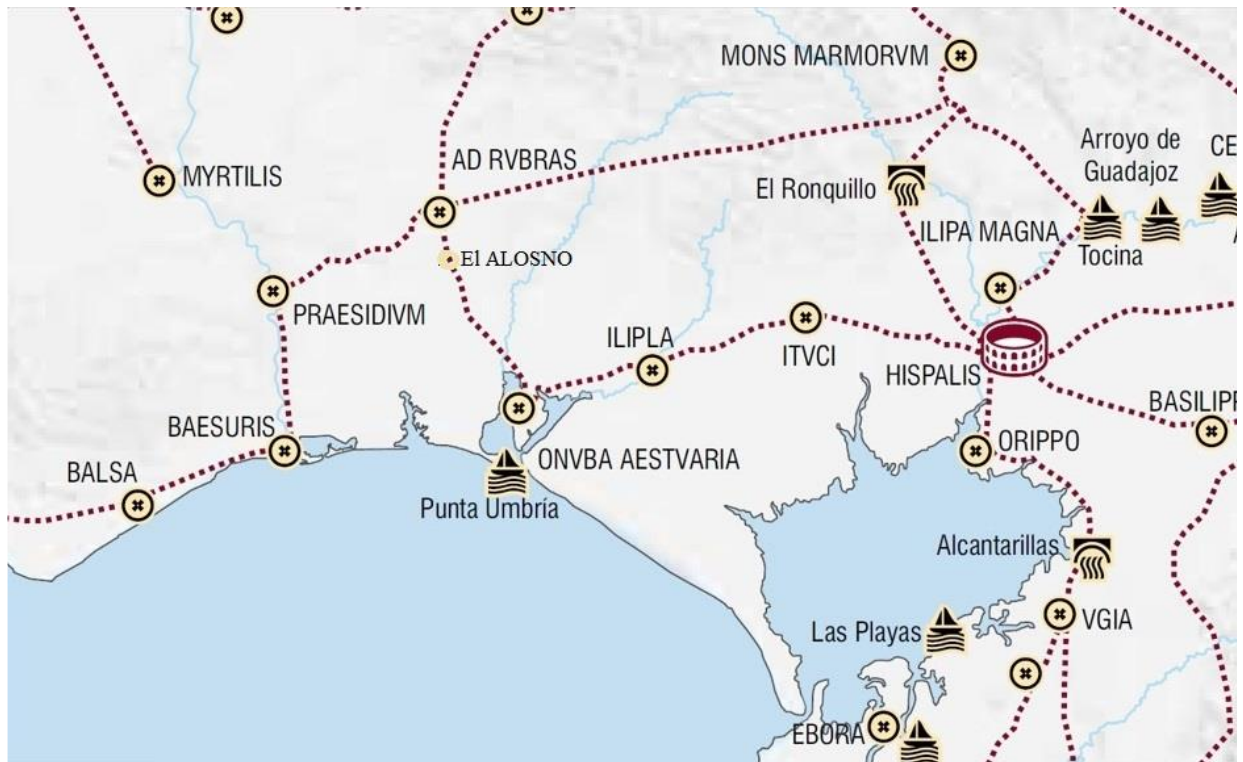 MONS MARMORVM
Arroyo de
Guadajoz
CE
AD RVBRAS
MYRTILIS
El Ronquillo
ILIPA MAGNA
Tocina
A
El ALOSNO
PRAESIDIVM
ILIPLA
ITVCI
HISPALIS
BAESURIS
BASILIPP
BALSA
ONVBA AESTVARIA
ORIPPO
Punta Umbría
Alcantarillas
Las Playas
VGIA
EBORA